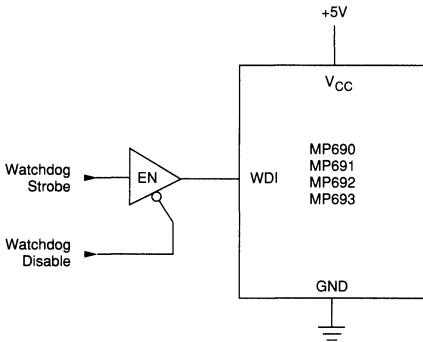 +5V
VCC
MP690
MP691
MP692
MP693
Watchdog
Strobe
EN
WDI
Watchdog
Disable
GND